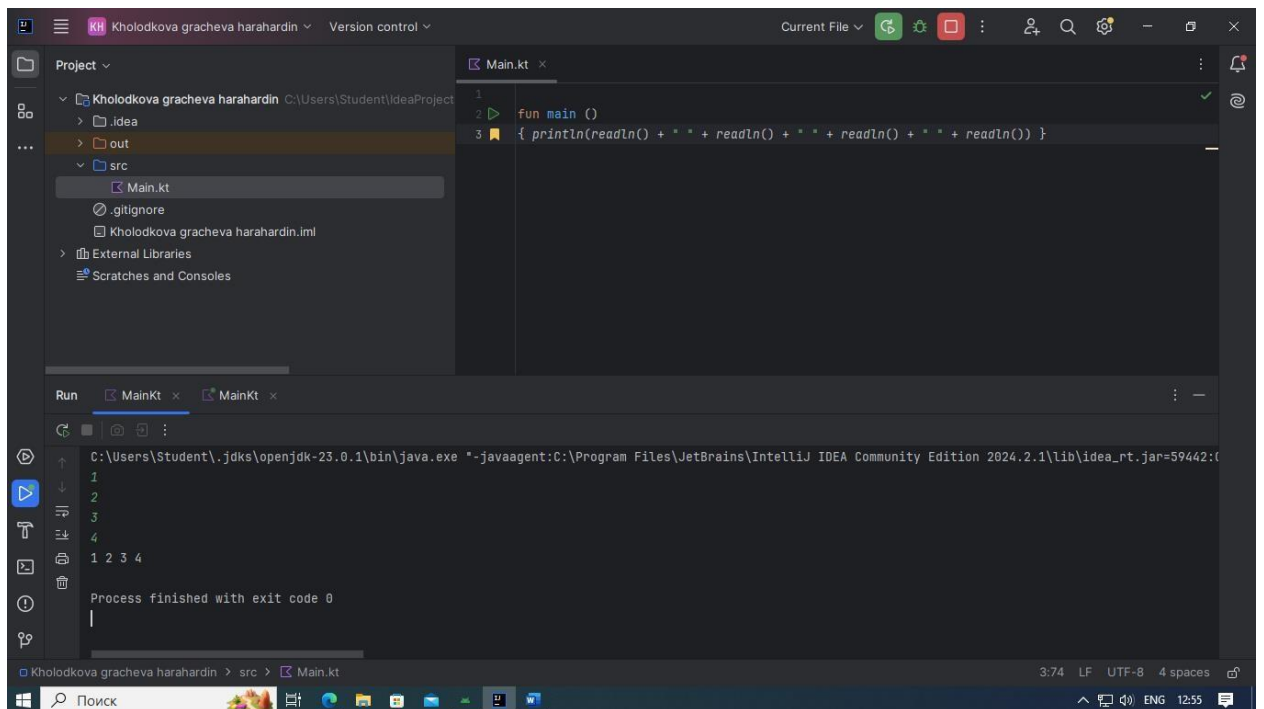 KH Kholodkova gracheva harahardin Version control Current File
Project
Main.kt
Kholodkova gracheva harahardin C:\Users\Student\IdeaProject
.idea
out
src
Main.kt
.gitignore
Kholodkova gracheva harahardin.iml
External Libraries
Scratches and Consoles
1
2 fun main ()
3 { println(readln() + " " + readln() + " " + readln() + " " + readln()) }
Run MainKt MainKt
C:\Users\Student\.jdks\openjdk-23.0.1\bin\java.exe "-javaagent:C:\Program Files\JetBrains\IntelliJ IDEA Community Edition 2024.2.1\lib\idea_rt.jar=59442:
1
2
3
4
1 2 3 4
Process finished with exit code 0
Kholodkova gracheva harahardin > src > Main.kt 3:74 LF UTF-8 4 spaces
Поиск ENG 12:55